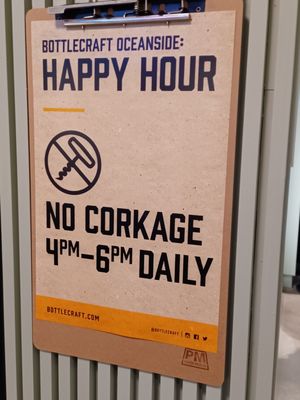 BOTTLECRAFT OCEANSIDE:
HAPPY HOUR
NO CORKAGE
4PM–6PM DAILY
BOTTLECRAFT.COM
@BOTTLECRAFT
PM